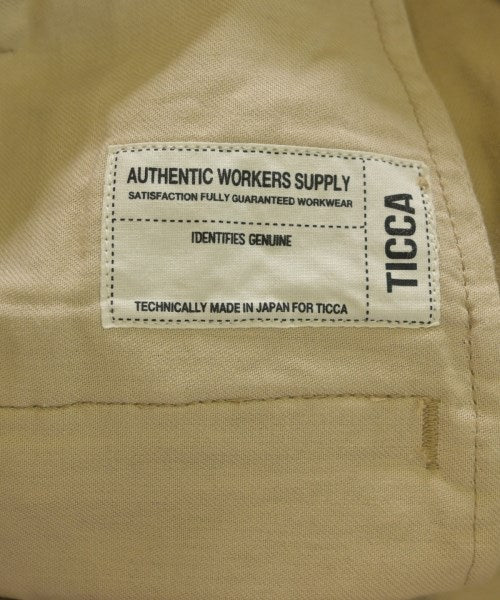 AUTHENTIC WORKERS SUPPLY
SATISFACTION FULLY GUARANTEED WORKWEAR
IDENTIFIES GENUINE
TECHNICALLY MADE IN JAPAN FOR TICCA
TICCA